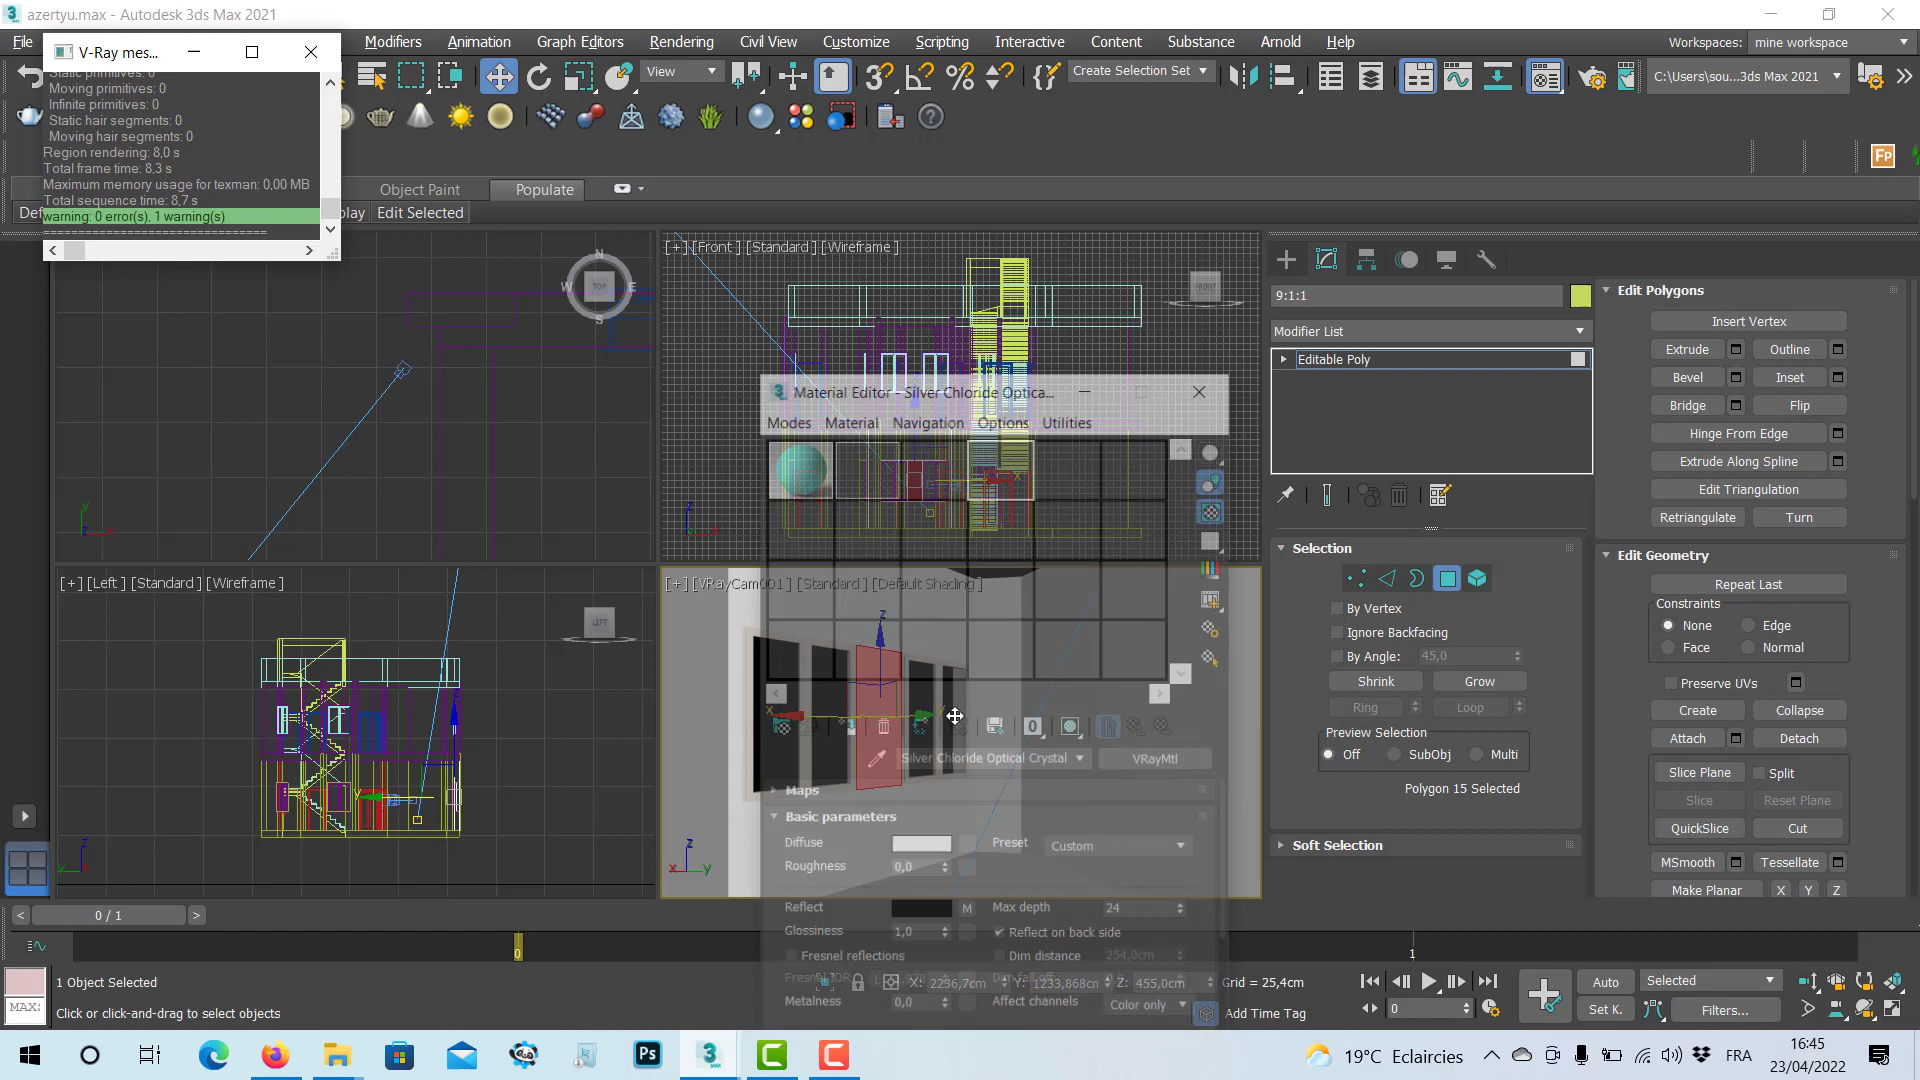 azertyu.max - Autodesk 3ds Max 2021
File
Modifiers
Animation
Graph Editors
Rendering
Civil View
Customize
Scripting
Interactive
Content
Substance
Arnold
Help
Workspaces: mine workspace
V-Ray mes...
Static primitives: 0
Moving primitives: 0
Infinite primitives: 0
Static hair segments: 0
Moving hair segments: 0
Region rendering: 8,0 s
Total frame time: 8,3 s
Maximum memory usage for texman: 0,00 MB
Total sequence time: 8,7 s
warning: 0 error(s), 1 warning(s)
==============================
View
Create Selection Set
C:\Users\sou...3ds Max 2021
Object Paint
Populate
Edit Selected
[+] [Front] [Standard] [Wireframe]
[+] [Left] [Standard] [Wireframe]
[+] [VRayCam001] [Standard] [Default Shading]
N
W
TOP
E
S
FRONT
LEFT
Material Editor - Silver Chloride Optica...
Modes
Material
Navigation
Options
Utilities
Silver Chloride Optical Crystal
VRayMtl
Maps
Basic parameters
Diffuse
Preset
Custom
Roughness
0,0
Reflect
M
Max depth
24
Glossiness
1,0
Reflect on back side
Fresnel reflections
Dim distance
254,0cm
Metalness
0,0
Affect channels
Color only
9:1:1
Modifier List
Editable Poly
Selection
By Vertex
Ignore Backfacing
By Angle: 45,0
Shrink
Grow
Ring
Loop
Preview Selection
Off
SubObj
Multi
Polygon 15 Selected
Soft Selection
Edit Polygons
Insert Vertex
Extrude
Outline
Bevel
Inset
Bridge
Flip
Hinge From Edge
Extrude Along Spline
Edit Triangulation
Retriangulate
Turn
Edit Geometry
Repeat Last
Constraints
None
Edge
Face
Normal
Preserve UVs
Create
Collapse
Attach
Detach
Slice Plane
Split
Slice
Reset Plane
QuickSlice
Cut
MSmooth
Tessellate
Make Planar
X
Y
Z
0 / 1
0
1
1 Object Selected
Click or click-and-drag to select objects
MAX:
X: 2236,7cm
Y: 1233,868cm
Z: 455,0cm
Grid = 25,4cm
Add Time Tag
0
Auto
Selected
Set K.
Filters...
19°C Eclaircies
FRA
16:45
23/04/2022